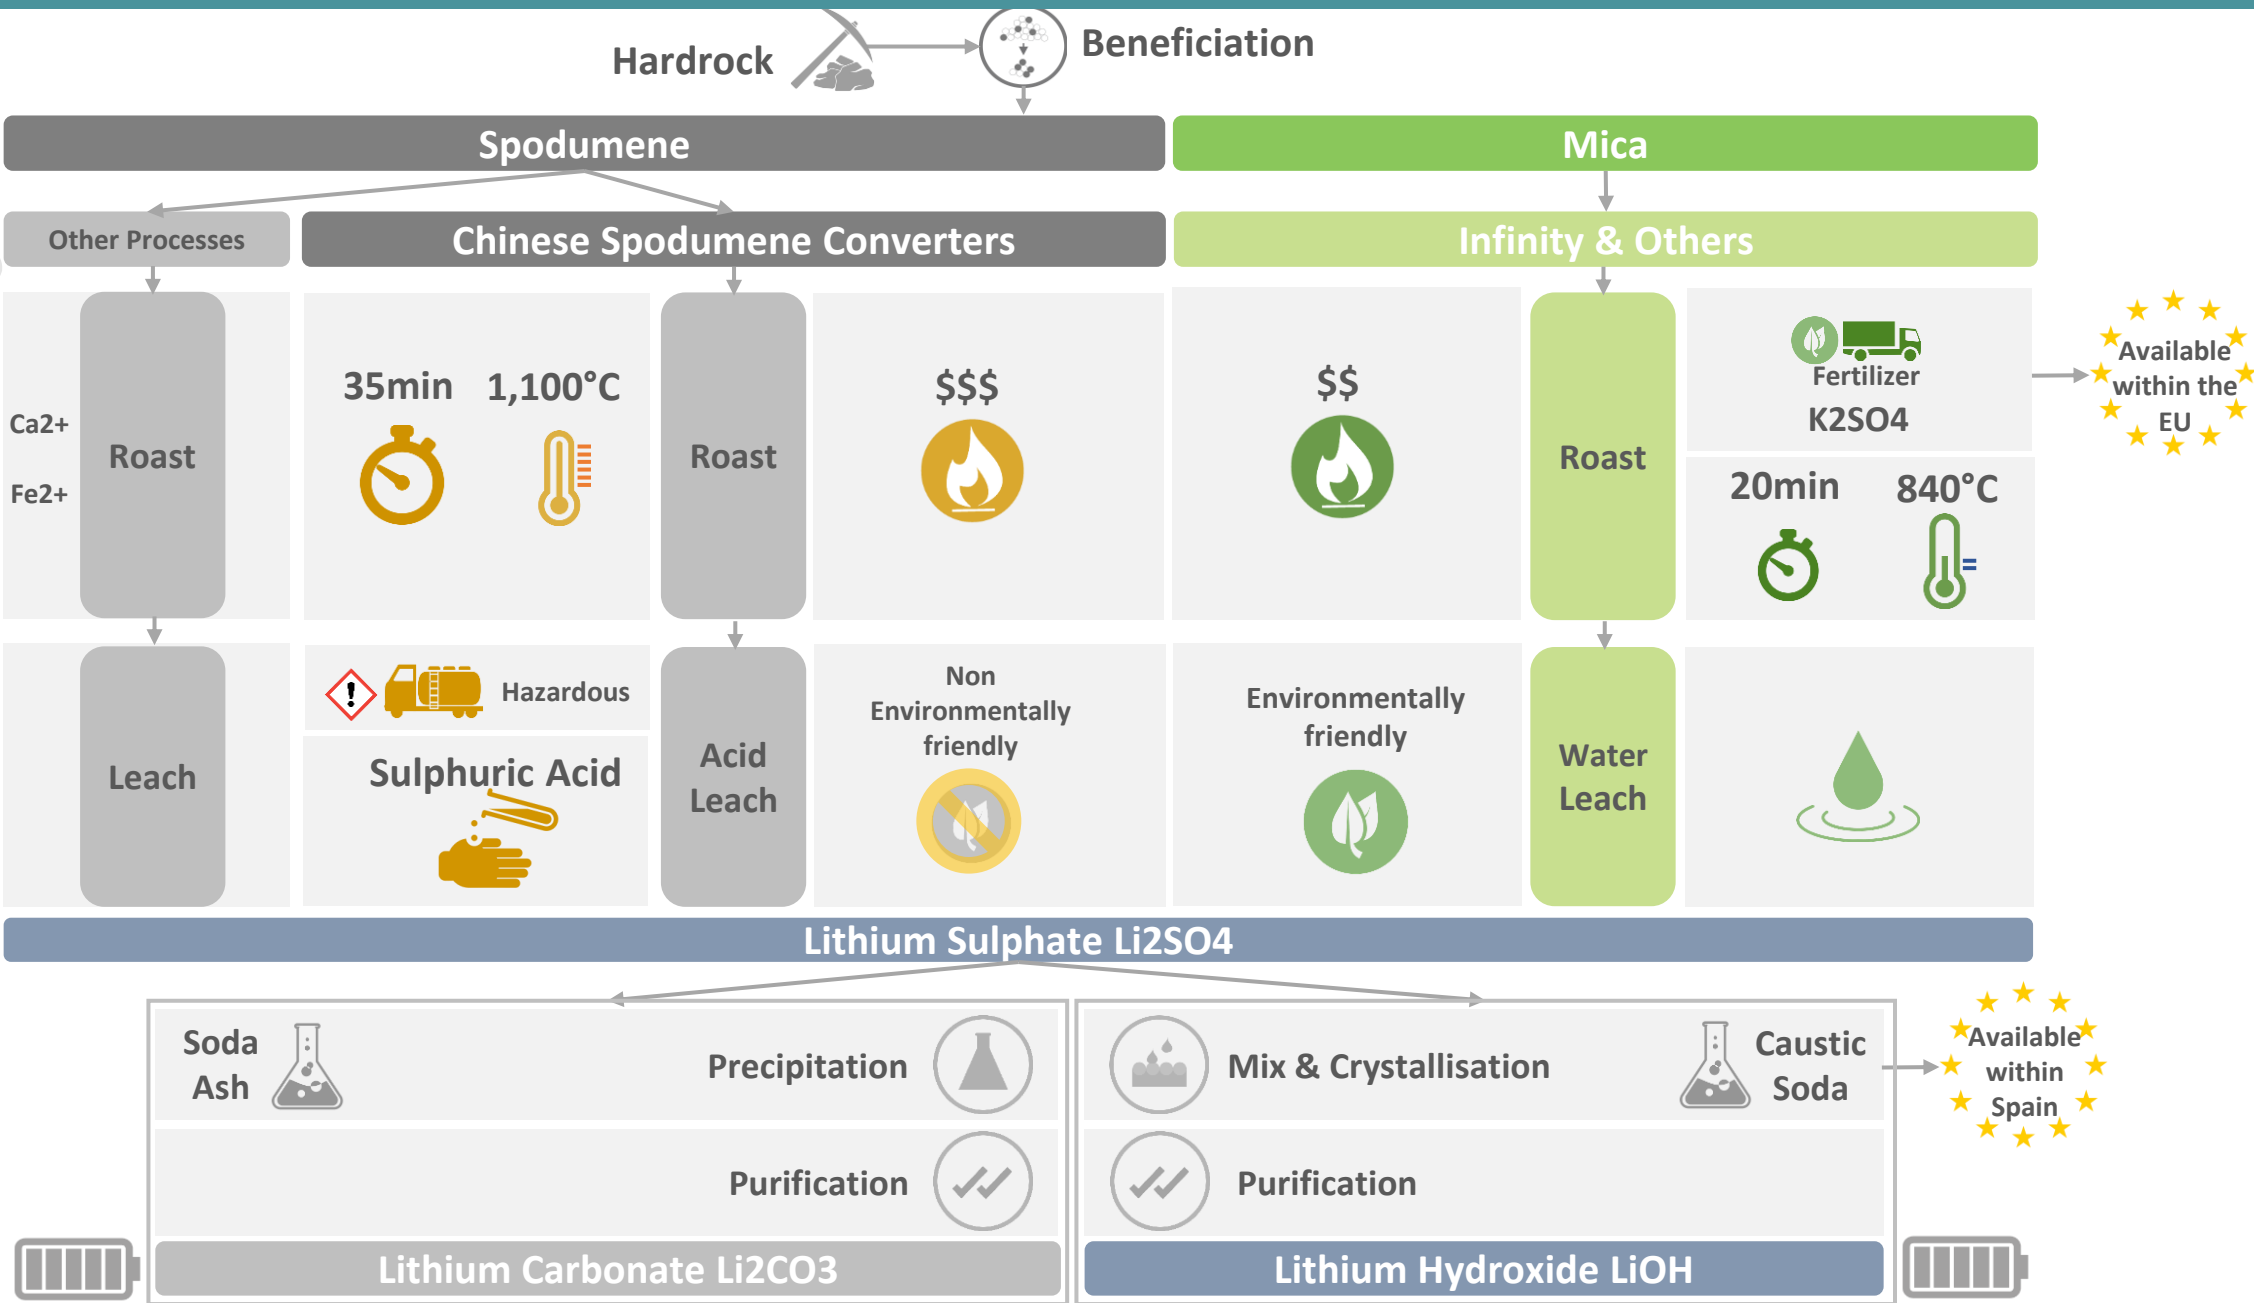 Hardrock
Beneficiation
Spodumene
Mica
Other Processes
Chinese Spodumene Converters
Infinity & Others
Ca2+
Fe2+
Roast
35min
1,100°C
Roast
$$$
$$
Roast
Fertilizer
K2SO4
20min
840°C
Available
within the
EU
Leach
!
Hazardous
Sulphuric Acid
Acid
Leach
Non
Environmentally
friendly
Environmentally
friendly
Water
Leach
Lithium Sulphate Li2SO4
Soda
Ash
Precipitation
Mix & Crystallisation
Caustic
Soda
Available
within
Spain
Purification
Purification
Lithium Carbonate Li2CO3
Lithium Hydroxide LiOH